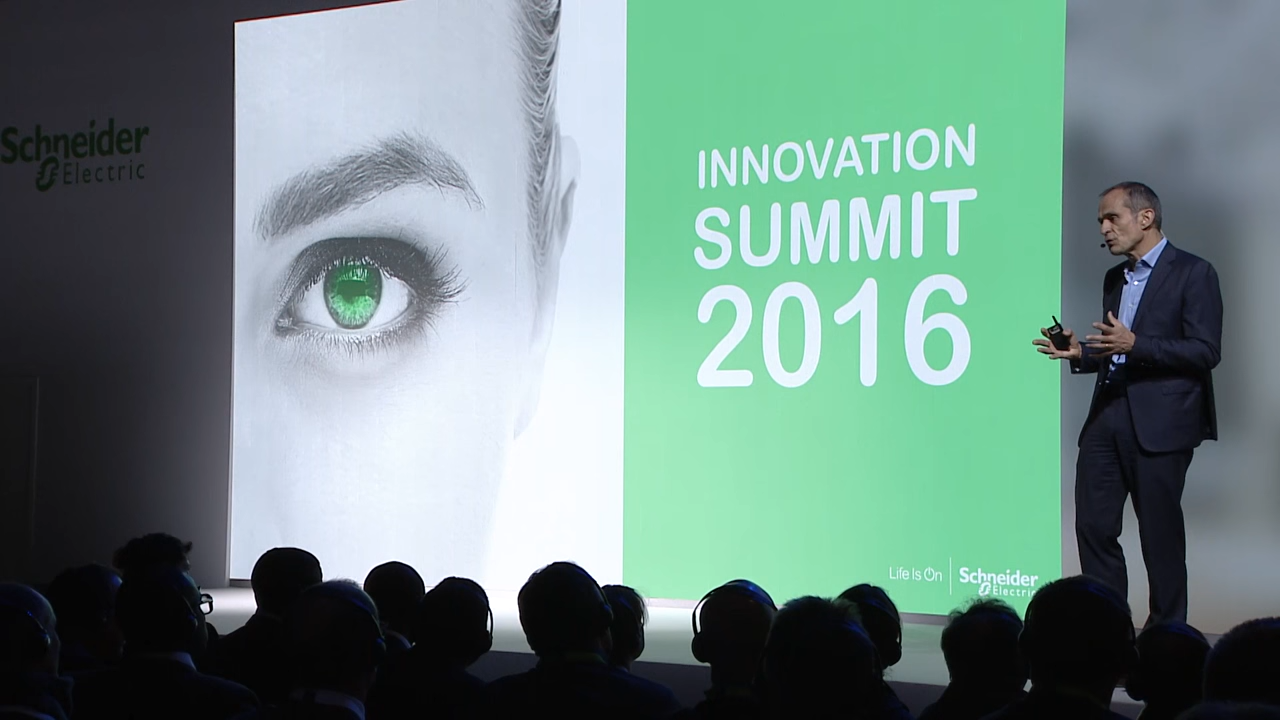 Schneider
Electric
INNOVATION
SUMMIT
2016
Life Is On
Schneider
Electric